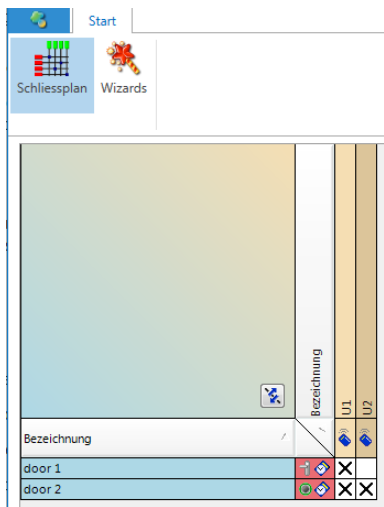 Start
Schliessplan Wizards
Bezeichnung
U1
U2
Bezeichnung
door 1 X
door 2 X X